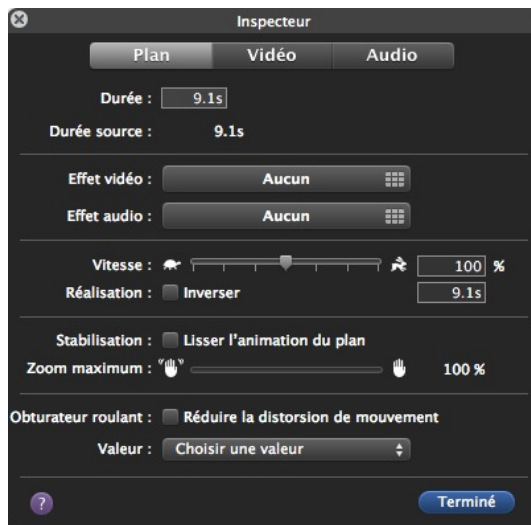 Inspecteur
Plan Vidéo Audio
Durée : 9.1s
Durée source : 9.1s
Effet vidéo : Aucun
Effet audio : Aucun
Vitesse : 100 %
Réalisation : Inverser 9.1s
Stabilisation : Lisser l'animation du plan
Zoom maximum : 100 %
Obturateur roulant : Réduire la distorsion de mouvement
Valeur : Choisir une valeur
? Terminé